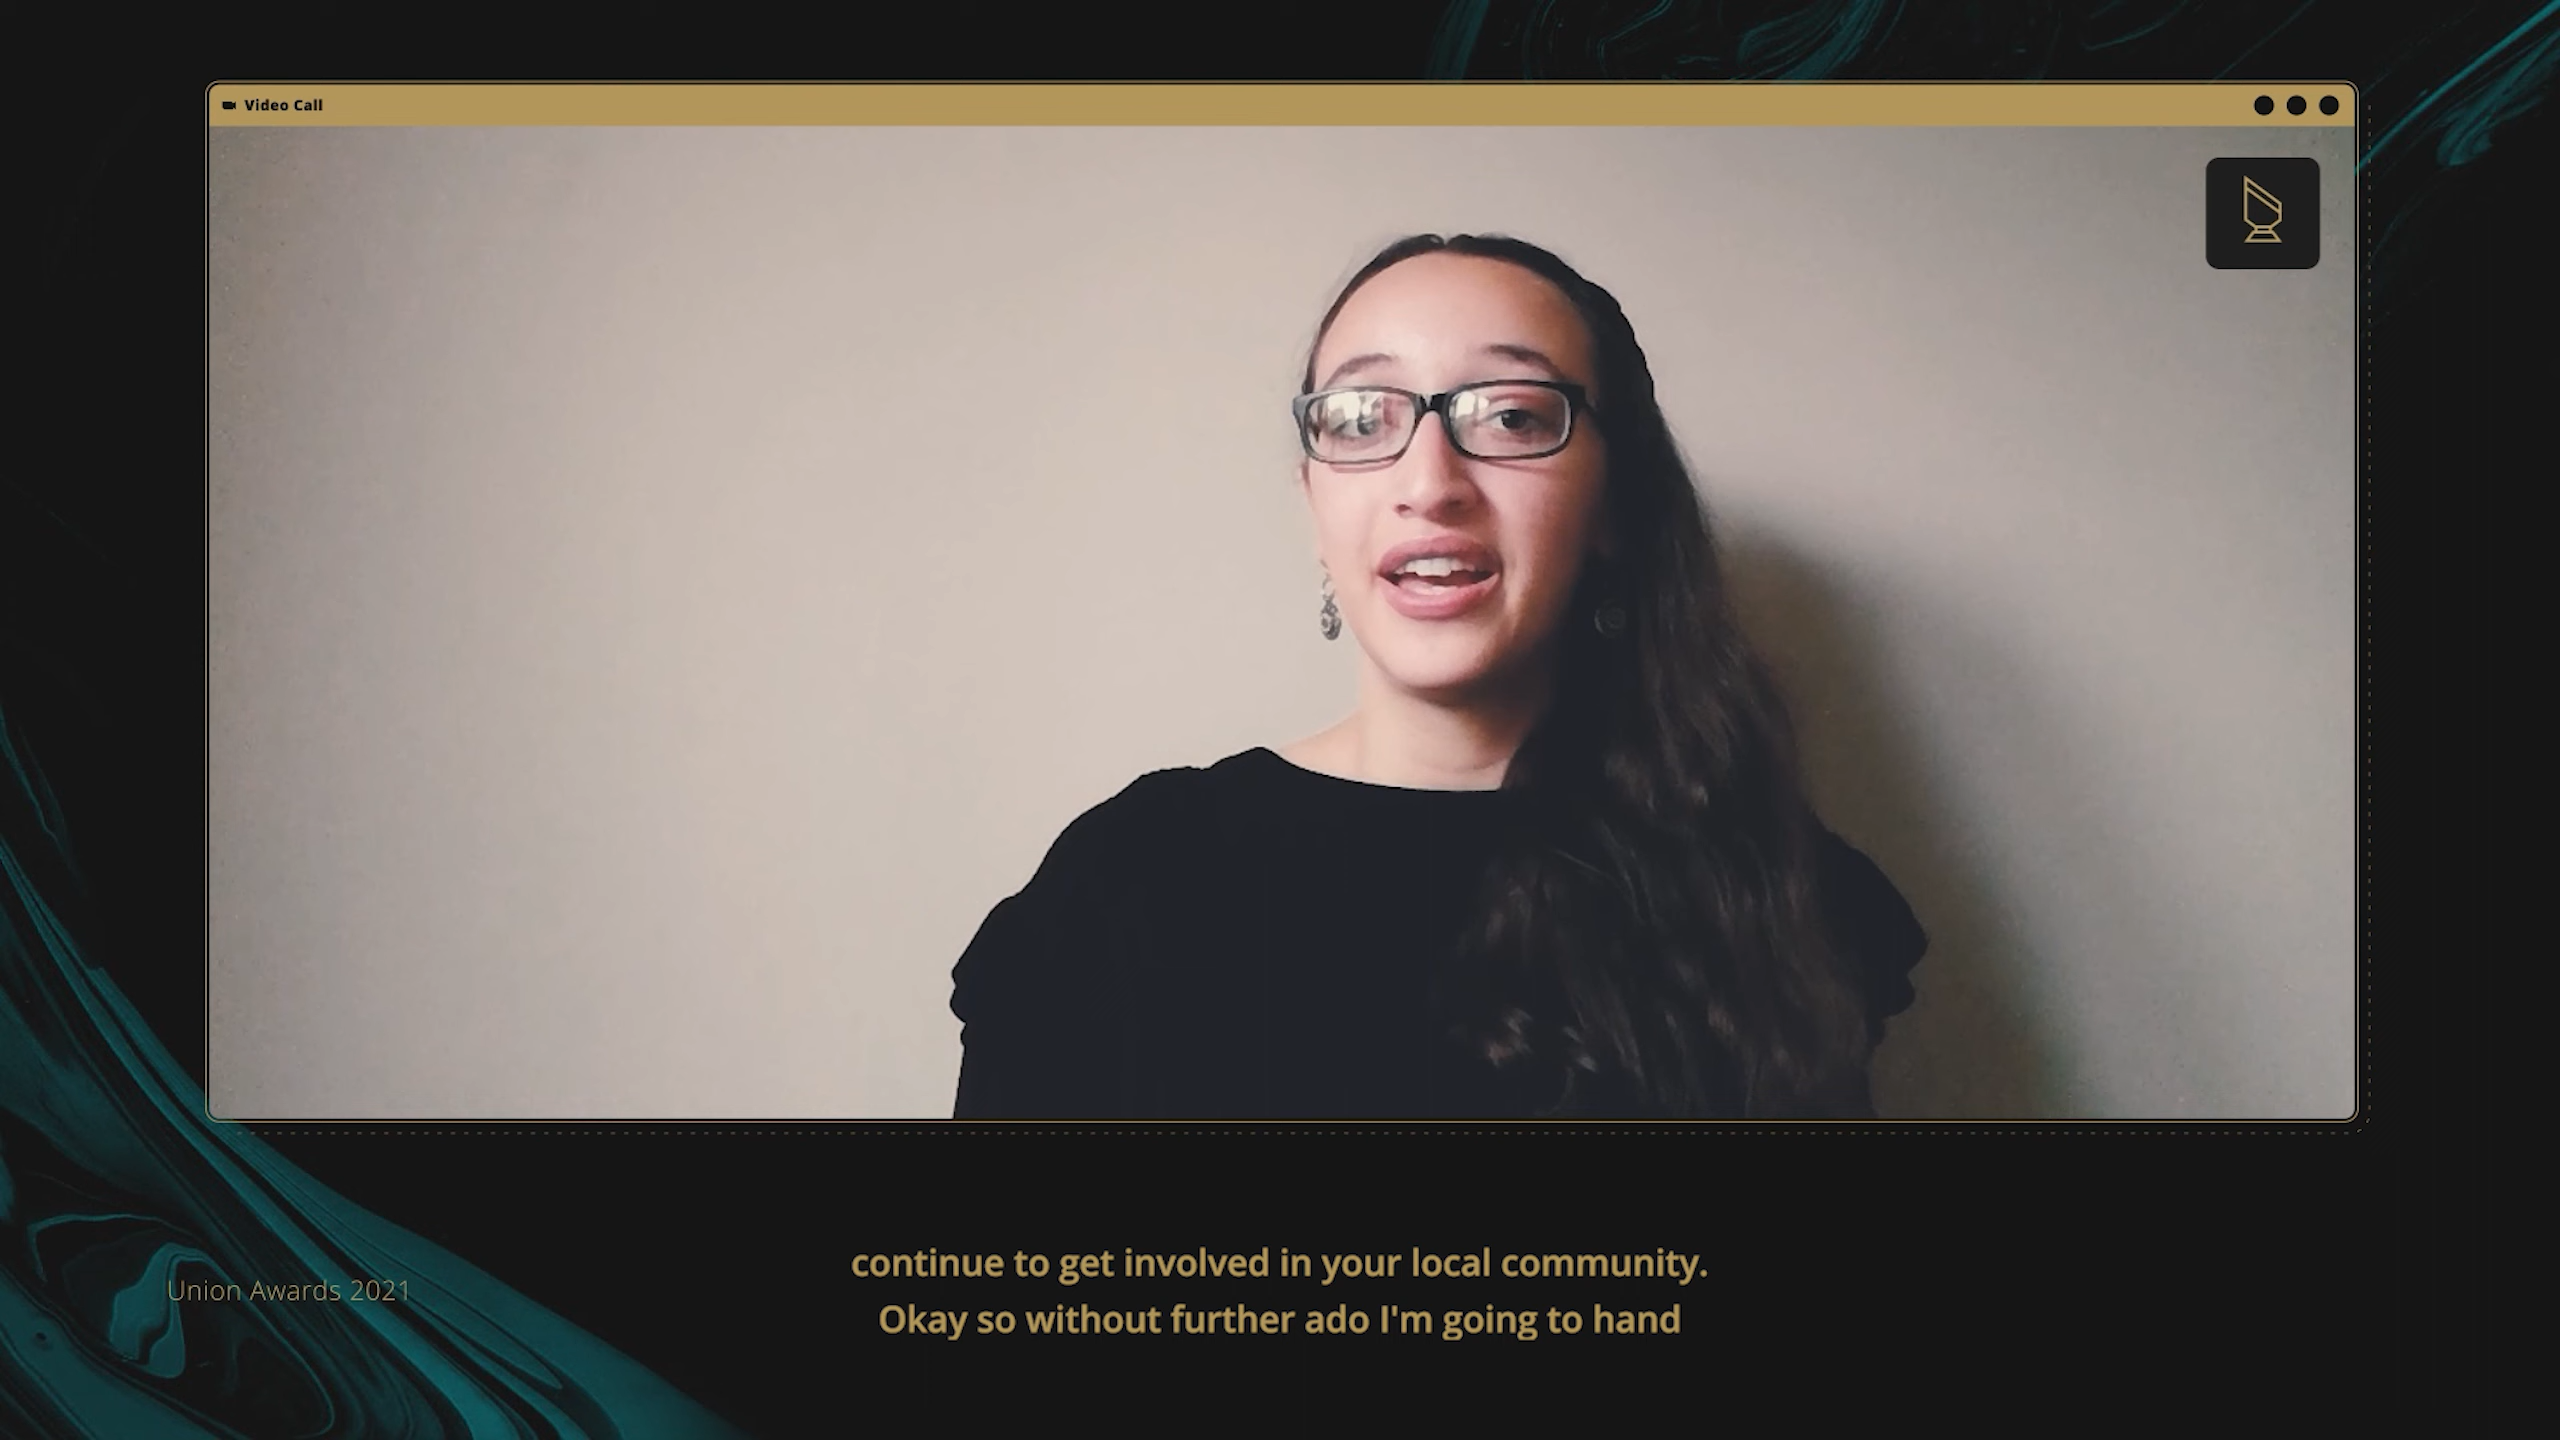 Video Call
continue to get involved in your local community.
Union Awards 2021
Okay so without further ado I'm going to hand